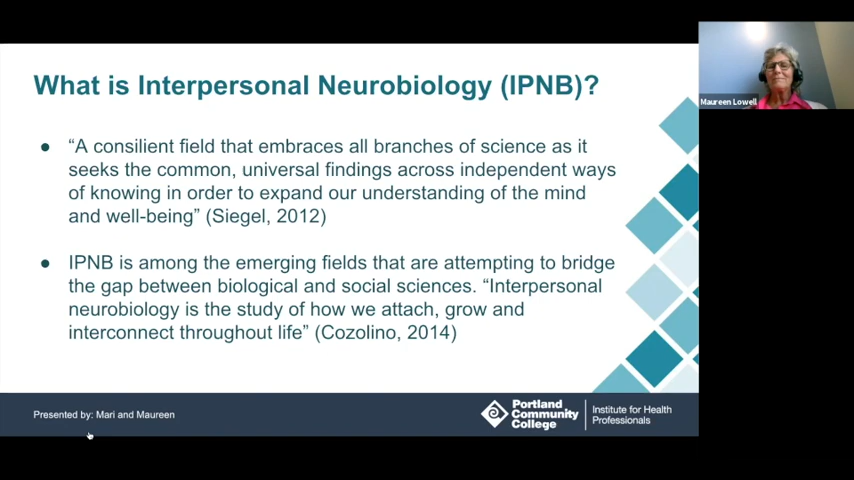 What is Interpersonal Neurobiology (IPNB)?
● “A consilient field that embraces all branches of science as it
seeks the common, universal findings across independent ways
of knowing in order to expand our understanding of the mind
and well-being” (Siegel, 2012)
● IPNB is among the emerging fields that are attempting to bridge
the gap between biological and social sciences. “Interpersonal
neurobiology is the study of how we attach, grow and
interconnect throughout life” (Cozolino, 2014)
Presented by: Mari and Maureen
Portland
Community
College
Institute for Health
Professionals
Maureen Lowell